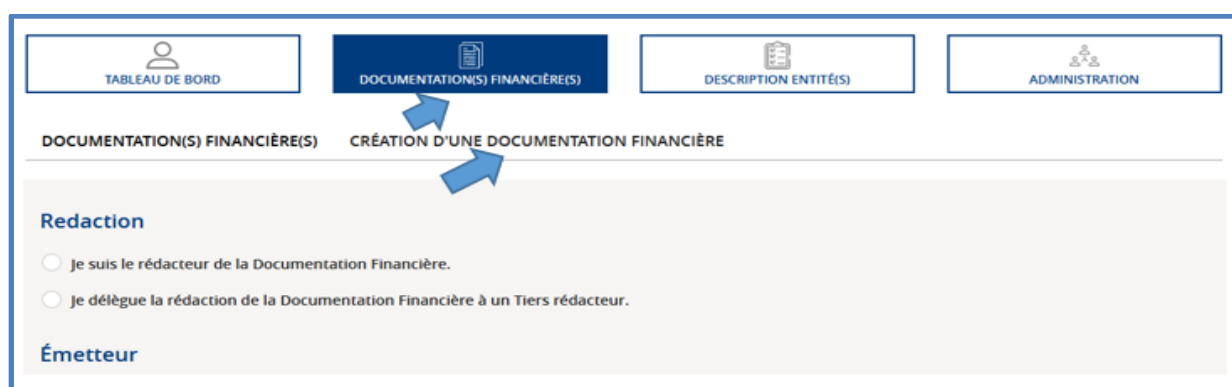 TABLEAU DE BORD
DOCUMENTATION(S) FINANCIÈRE(S)
DESCRIPTION ENTITÉ(S)
ADMINISTRATION
DOCUMENTATION(S) FINANCIÈRE(S)
CRÉATION D'UNE DOCUMENTATION FINANCIÈRE
Redaction
Je suis le rédacteur de la Documentation Financière.
Je délègue la rédaction de la Documentation Financière à un Tiers rédacteur.
Émetteur